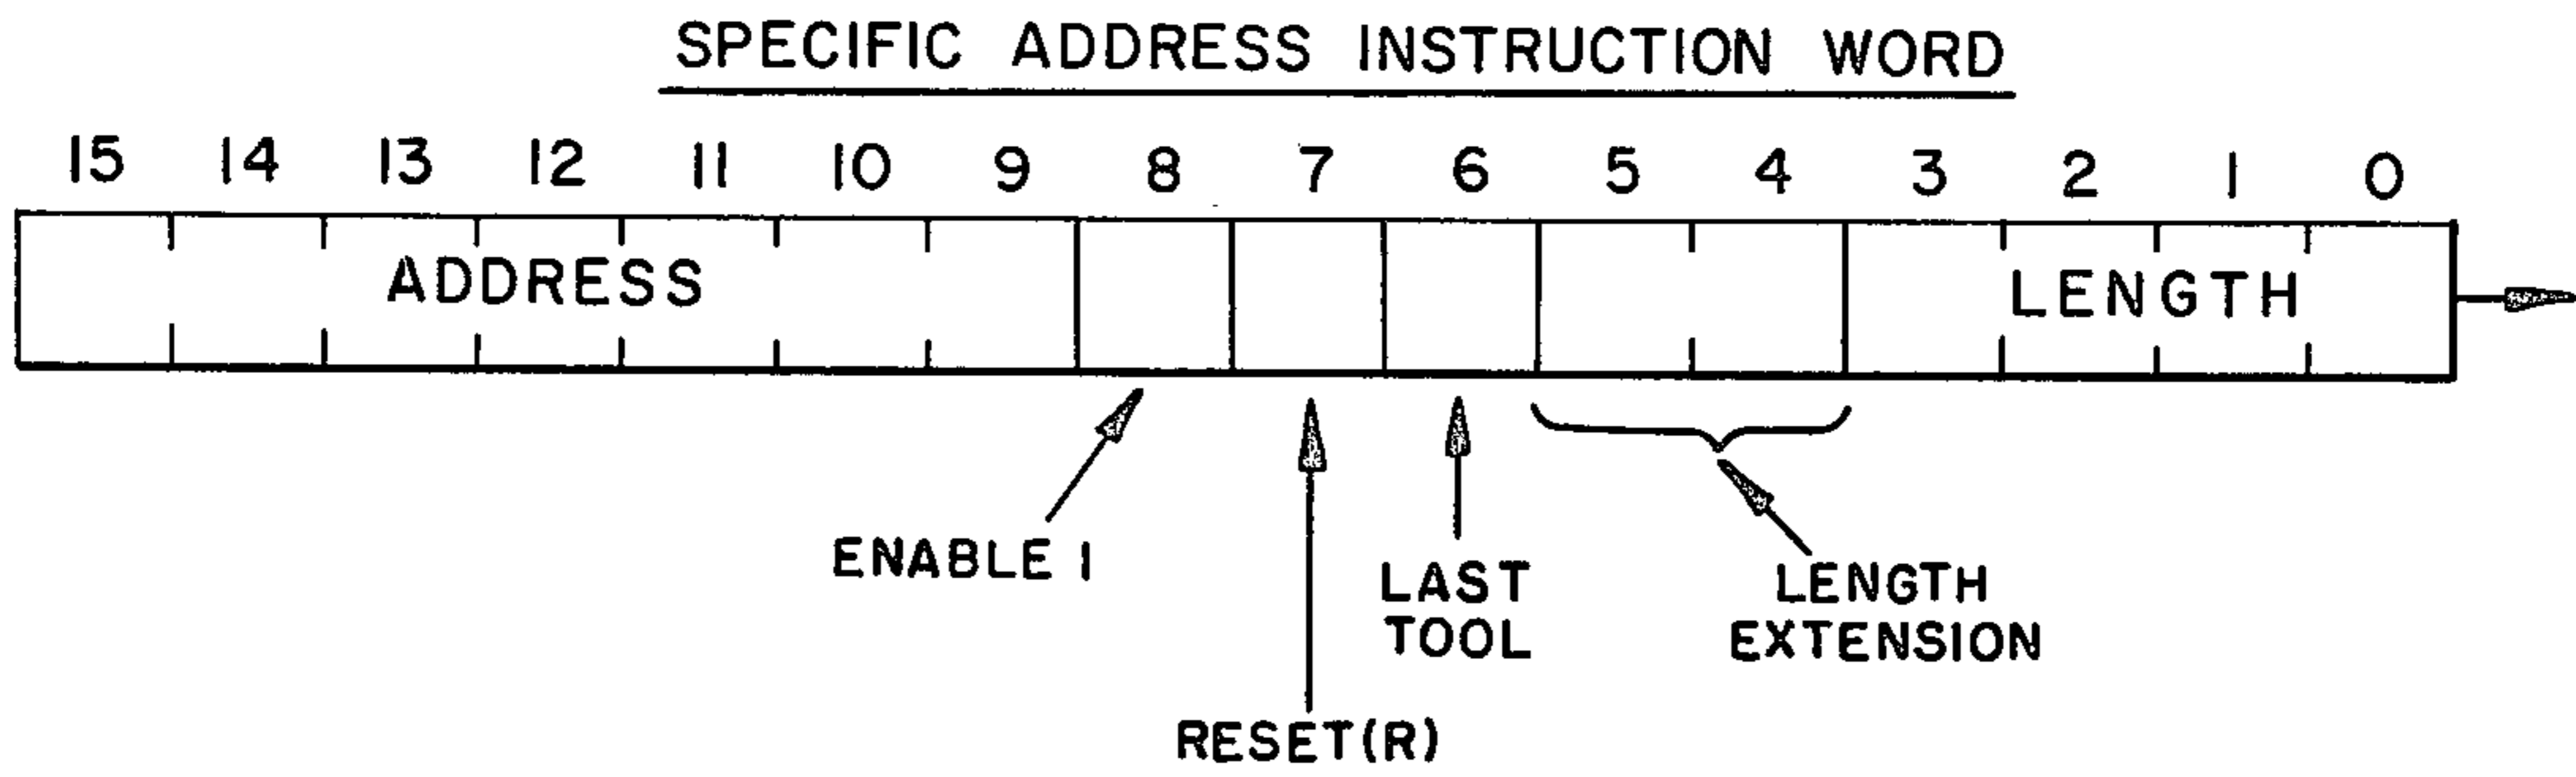 SPECIFIC ADDRESS INSTRUCTION WORD
15 14 13 12 11 10 9 8 7 6 5 4 3 2 1 0
ADDRESS LENGTH
ENABLE 1
LAST
TOOL
LENGTH
EXTENSION
RESET(R)